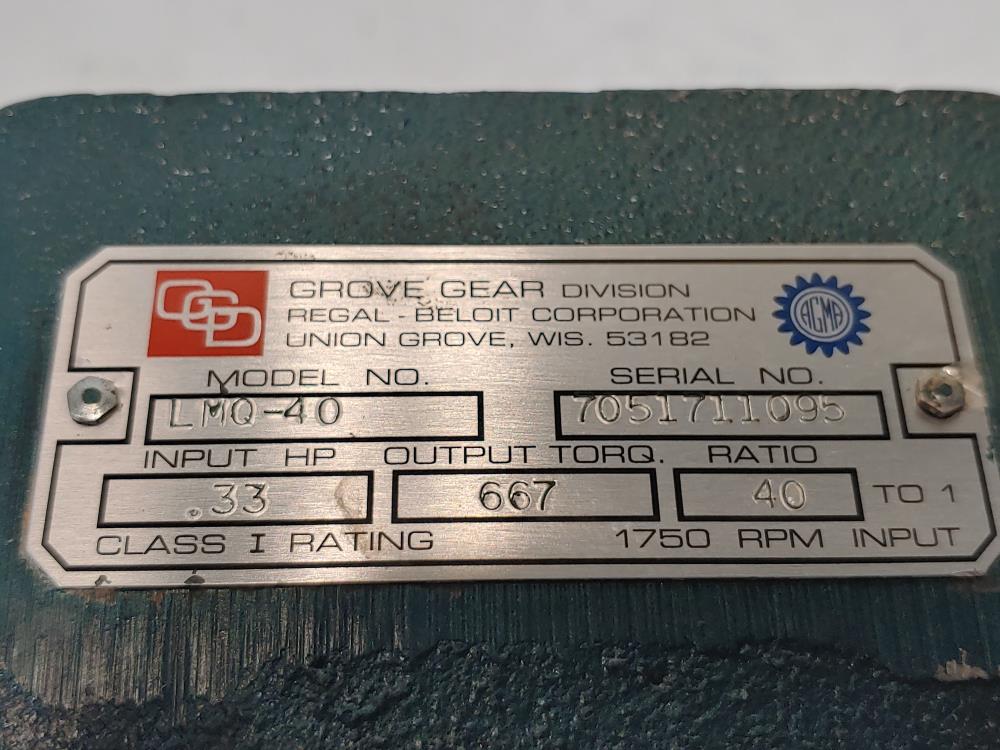 GGD
GROVE GEAR DIVISION
REGAL-BELOIT CORPORATION
UNION GROVE, WIS. 53182
AGMA
MODEL NO. SERIAL NO.
LMQ-40 7051711095
INPUT HP OUTPUT TORQ. RATIO
.33 667 40 TO 1
CLASS I RATING 1750 RPM INPUT